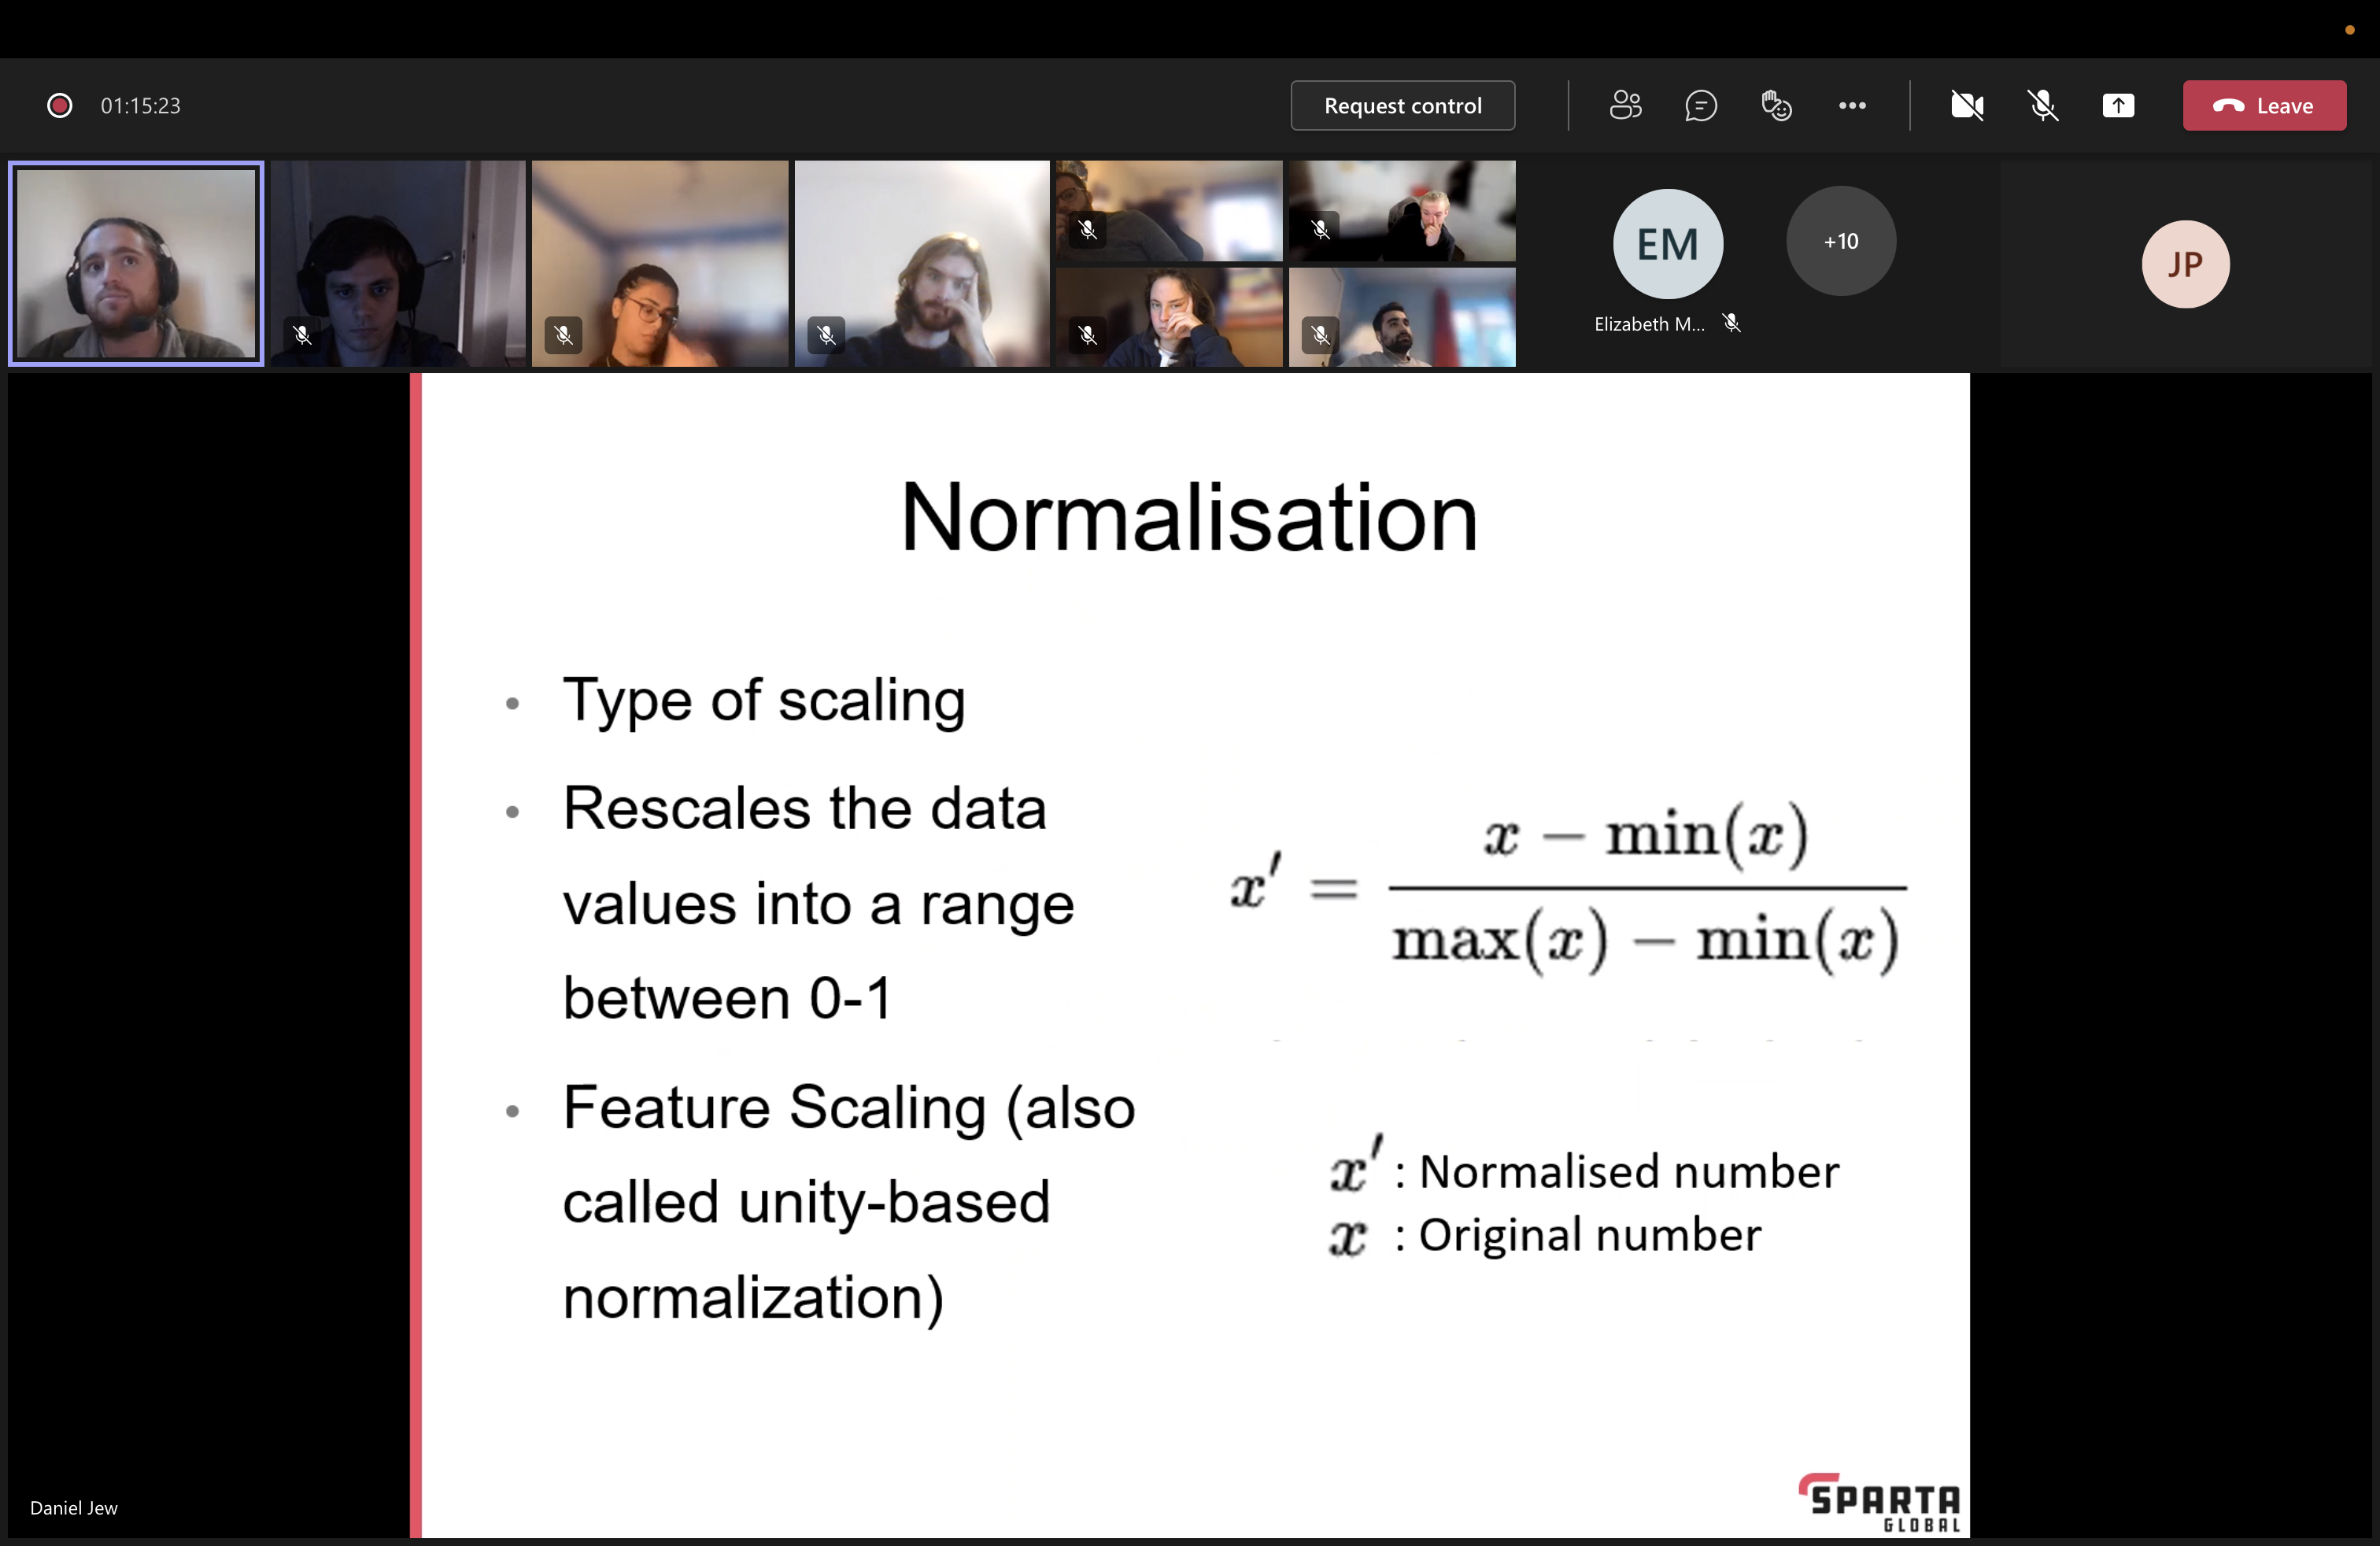 01:15:23
Request control
Leave
EM
+10
JP
Elizabeth M...
Normalisation
• Type of scaling
• Rescales the data
values into a range
between 0-1
• Feature Scaling (also
called unity-based
normalization)
x′ = (x − min(x)) / (max(x) − min(x))
x′ : Normalised number
x : Original number
Daniel Jew
SPARTA
GLOBAL